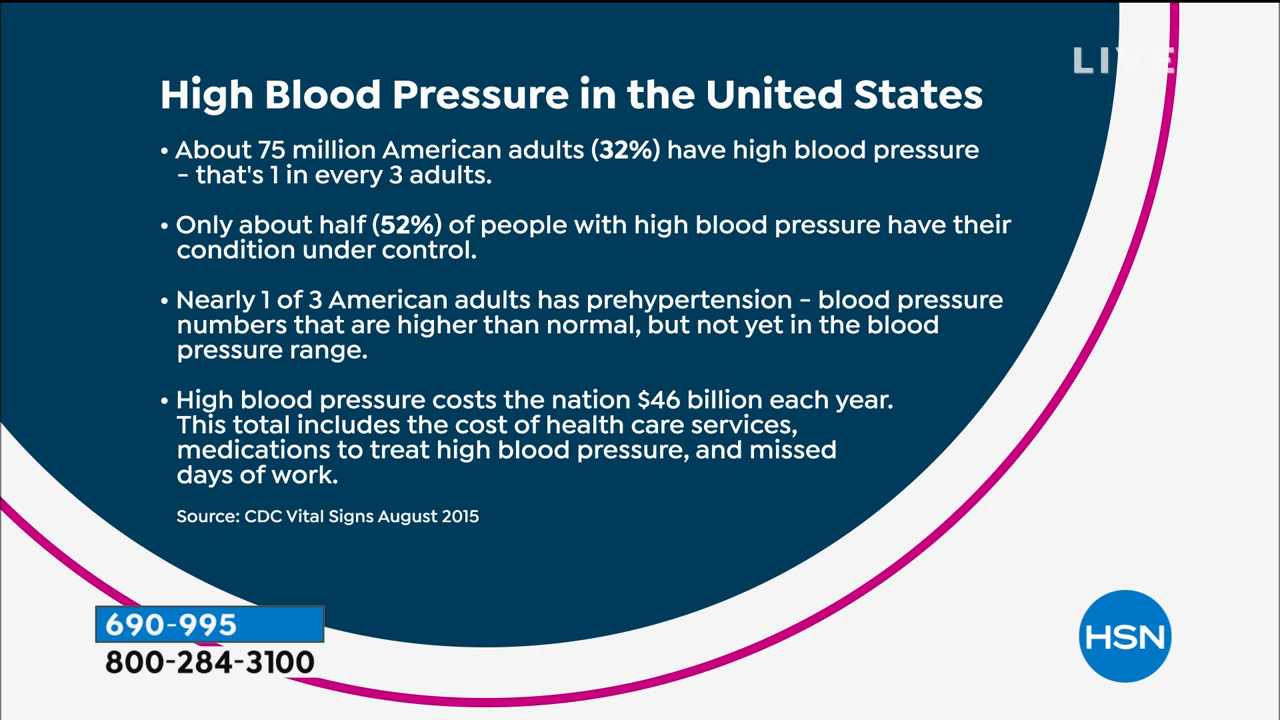 LIVE
High Blood Pressure in the United States
• About 75 million American adults (32%) have high blood pressure
- that's 1 in every 3 adults.
• Only about half (52%) of people with high blood pressure have their
condition under control.
• Nearly 1 of 3 American adults has prehypertension - blood pressure
numbers that are higher than normal, but not yet in the blood
pressure range.
• High blood pressure costs the nation $46 billion each year.
This total includes the cost of health care services,
medications to treat high blood pressure, and missed
days of work.
Source: CDC Vital Signs August 2015
690-995
800-284-3100
HSN